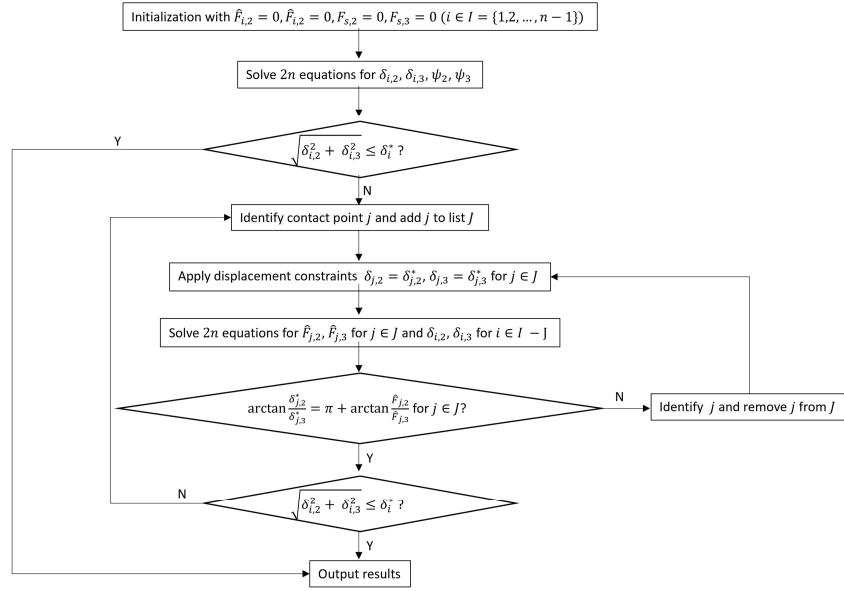 Initialization with F̂_{i,2} = 0, F̂_{i,2} = 0, F_{s,2} = 0, F_{s,3} = 0 (i ∈ I = {1,2, ..., n − 1})
Solve 2n equations for δ_{i,2}, δ_{i,3}, ψ_2, ψ_3
Y
√(δ_{i,2}^2 + δ_{i,3}^2) ≤ δ_i^* ?
N
Identify contact point j and add j to list J
Apply displacement constraints δ_{j,2} = δ_{j,2}^*, δ_{j,3} = δ_{j,3}^* for j ∈ J
Solve 2n equations for F̂_{j,2}, F̂_{j,3} for j ∈ J and δ_{i,2}, δ_{i,3} for i ∈ I − J
arctan δ_{j,2}^*/δ_{j,3}^* = π + arctan F̂_{j,2}/F̂_{j,3} for j ∈ J?
N
Identify j and remove j from J
Y
N
√(δ_{i,2}^2 + δ_{i,3}^2) ≤ δ_i^* ?
Y
Output results